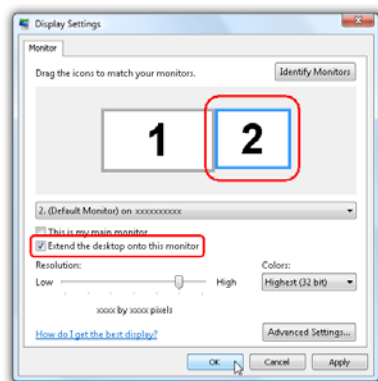 Display Settings
Monitor
Drag the icons to match your monitors.
Identify Monitors
1
2
2. (Default Monitor) on xxxxxxxxxx
This is my main monitor
Extend the desktop onto this monitor
Resolution:
Colors:
Low
High
Highest (32 bit)
xxxx by xxxx pixels
How do I get the best display?
Advanced Settings...
OK
Cancel
Apply